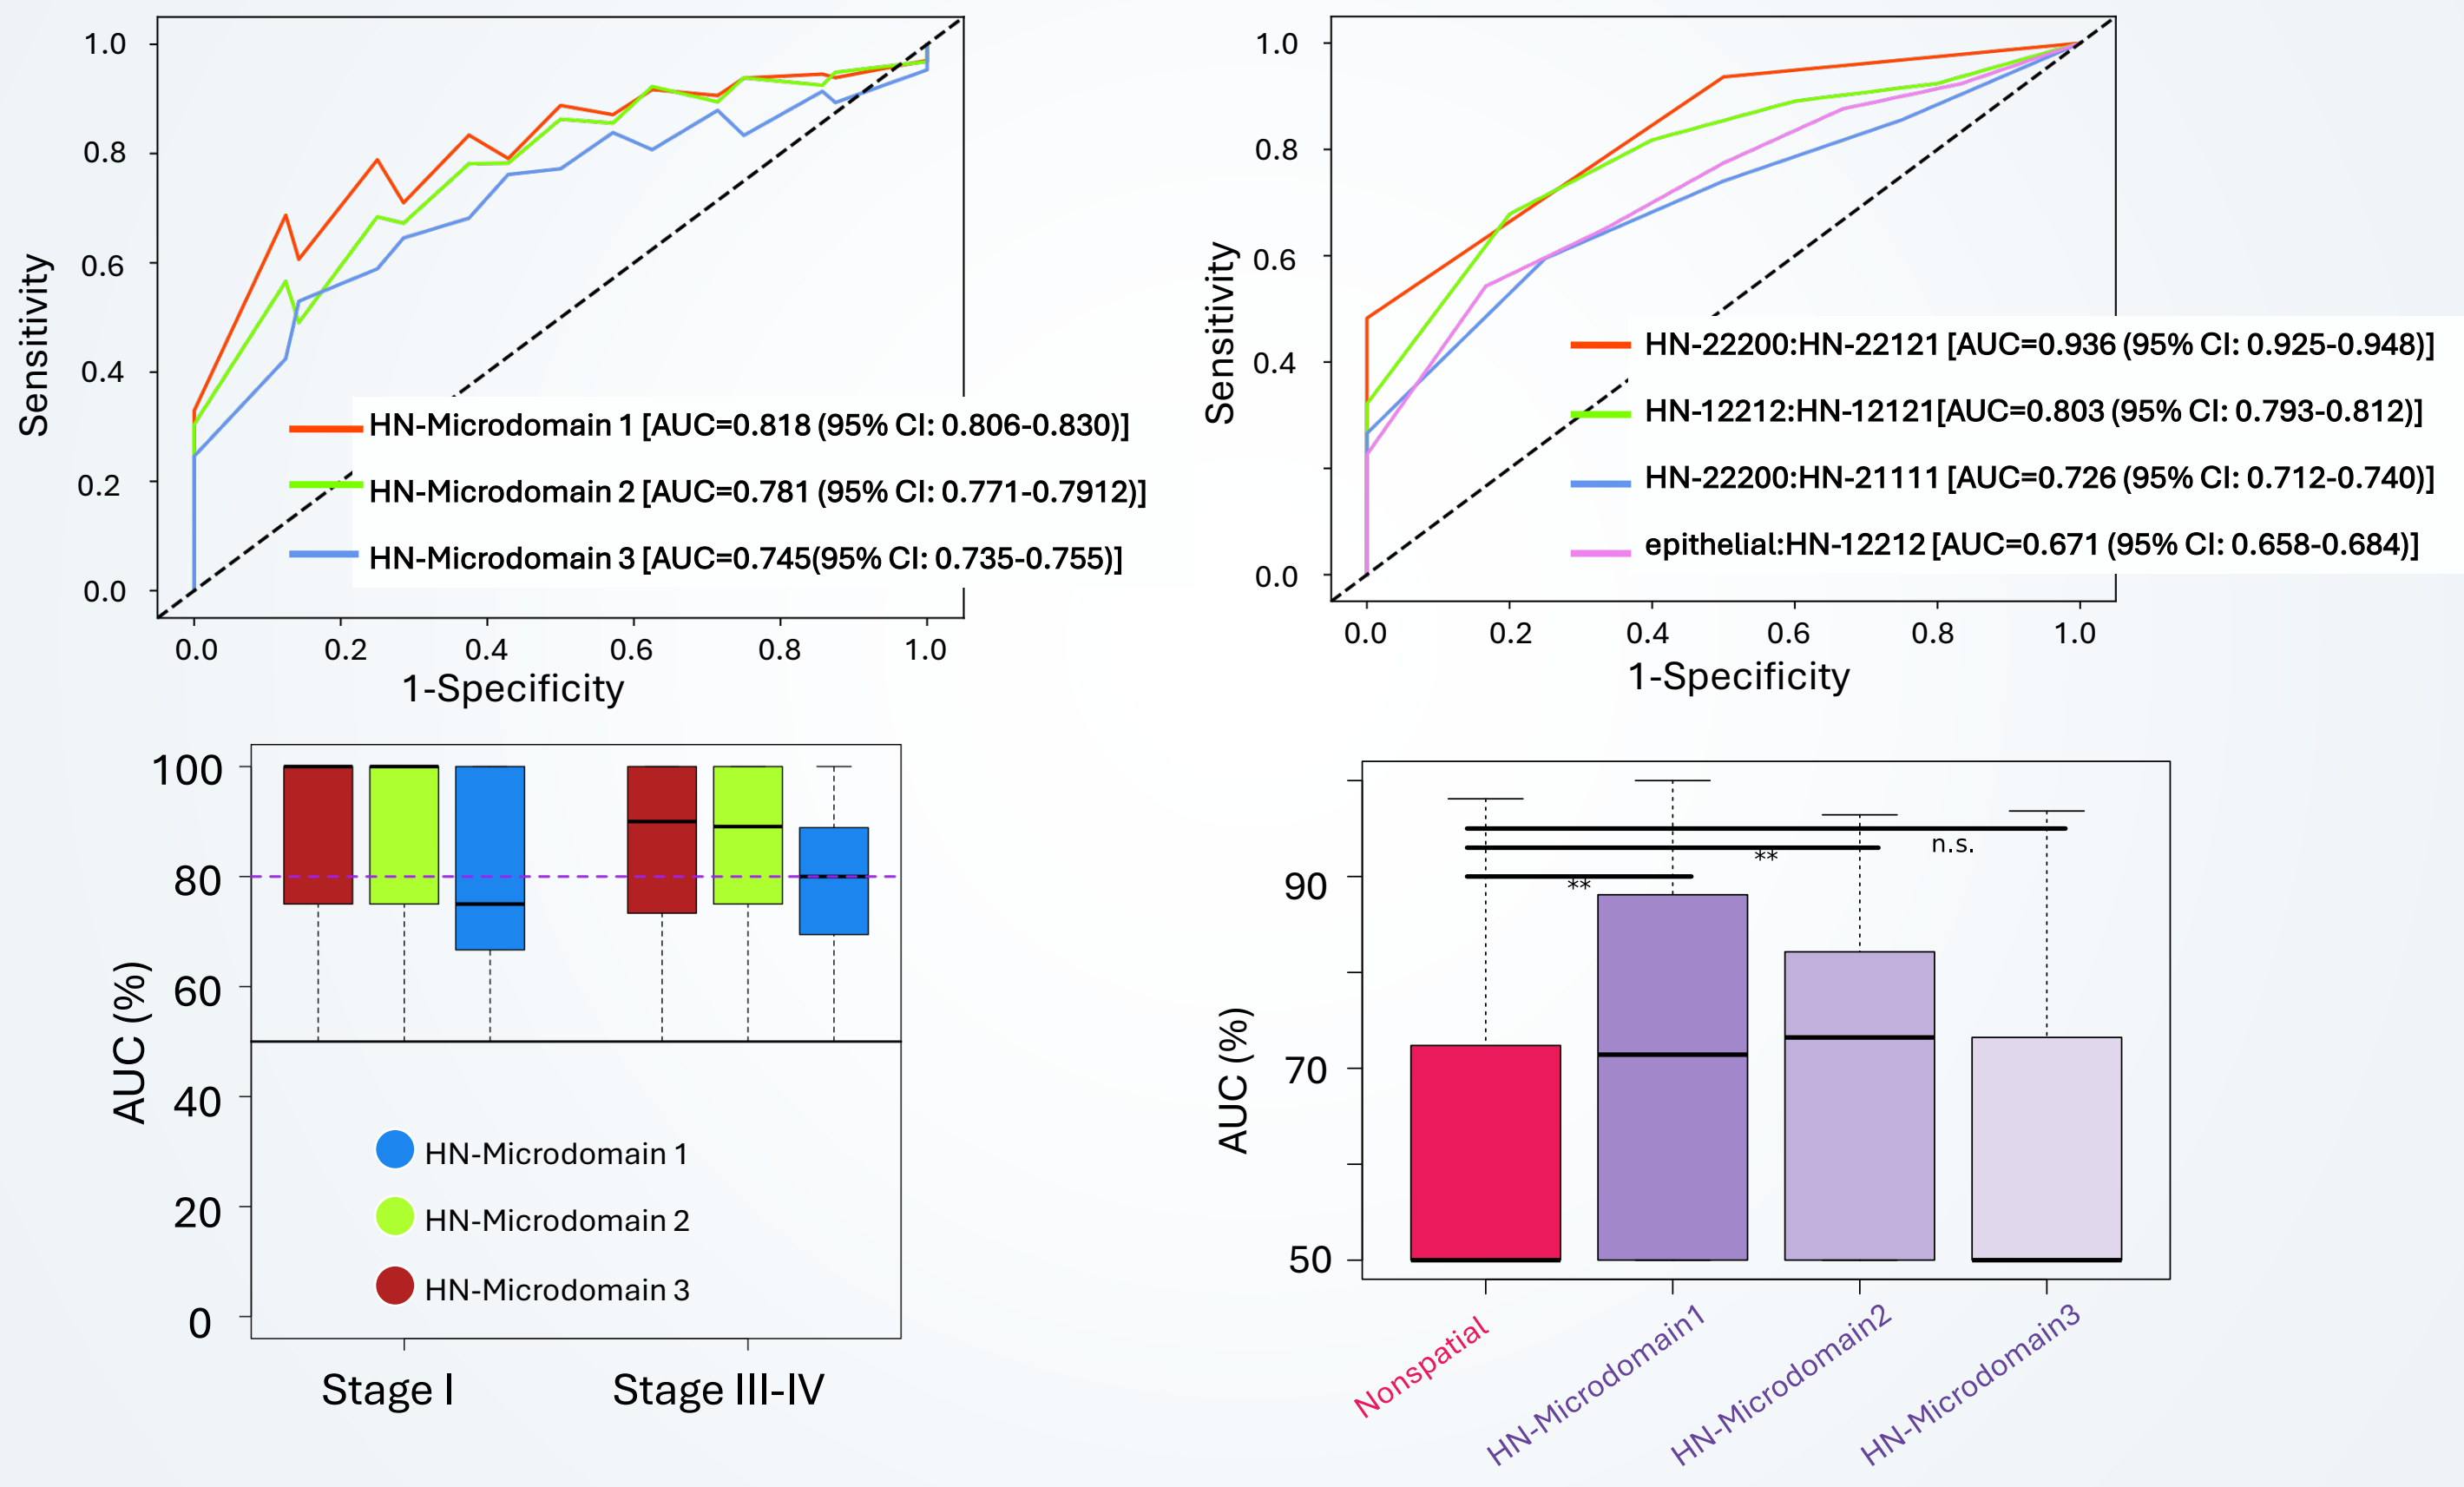 1.0
0.8
0.6
0.4
0.2
0.0
Sensitivity
HN-Microdomain 1 [AUC=0.818 (95% CI: 0.806-0.830)]
HN-Microdomain 2 [AUC=0.781 (95% CI: 0.771-0.7912)]
HN-Microdomain 3 [AUC=0.745(95% CI: 0.735-0.755)]
0.0 0.2 0.4 0.6 0.8 1.0
1-Specificity
1.0
0.8
0.6
0.4
0.0
Sensitivity
HN-22200:HN-22121 [AUC=0.936 (95% CI: 0.925-0.948)]
HN-12212:HN-12121[AUC=0.803 (95% CI: 0.793-0.812)]
HN-22200:HN-21111 [AUC=0.726 (95% CI: 0.712-0.740)]
epithelial:HN-12212 [AUC=0.671 (95% CI: 0.658-0.684)]
0.0 0.2 0.4 0.6 0.8 1.0
1-Specificity
100
80
60
40
20
0
AUC (%)
HN-Microdomain 1
HN-Microdomain 2
HN-Microdomain 3
Stage I Stage III-IV
90
70
50
AUC (%)
n.s.
**
**
Nonspatial
HN-Microdomain1
HN-Microdomain2
HN-Microdomain3